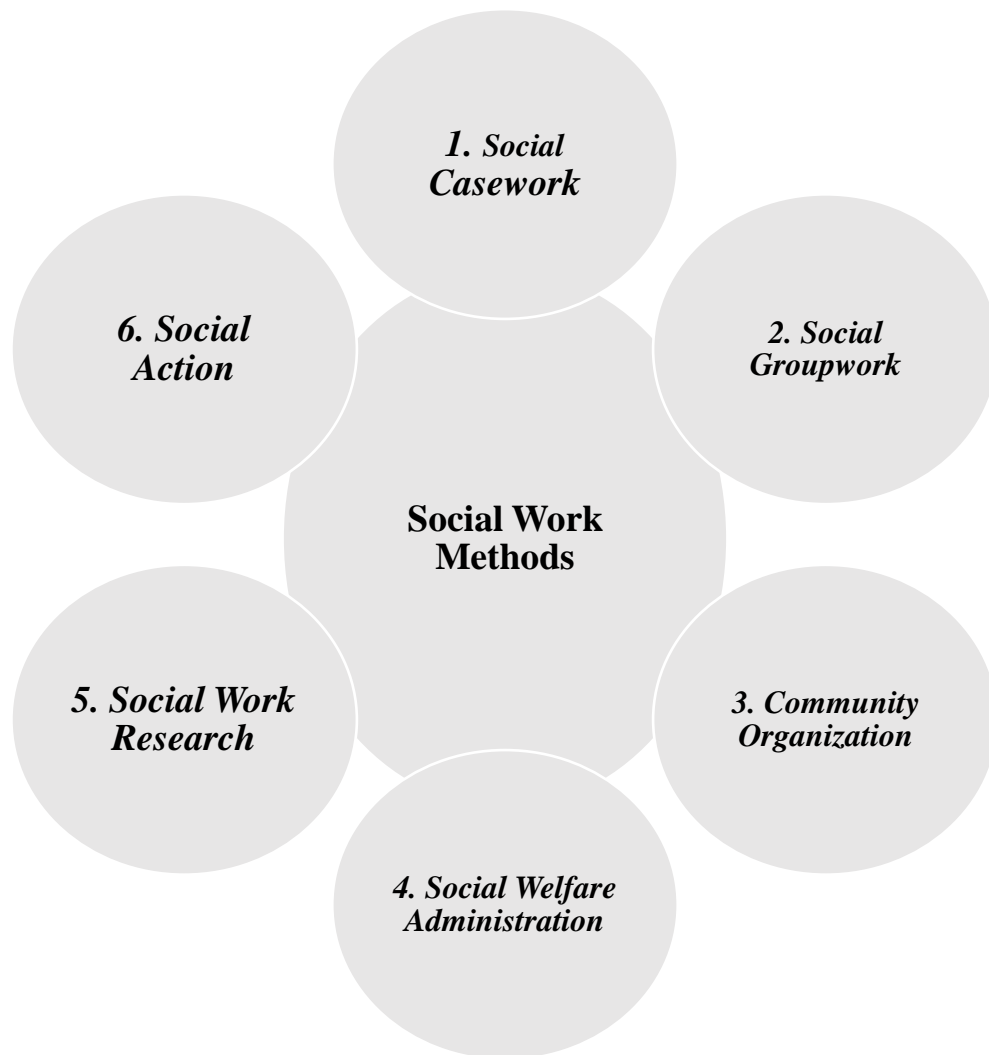 1. Social
Casework
2. Social
Groupwork
3. Community
Organization
4. Social Welfare
Administration
5. Social Work
Research
6. Social
Action
Social Work
Methods